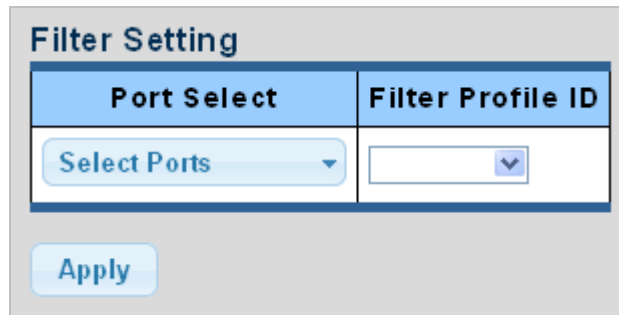 Filter Setting
Port Select Filter Profile ID
Select Ports
Apply